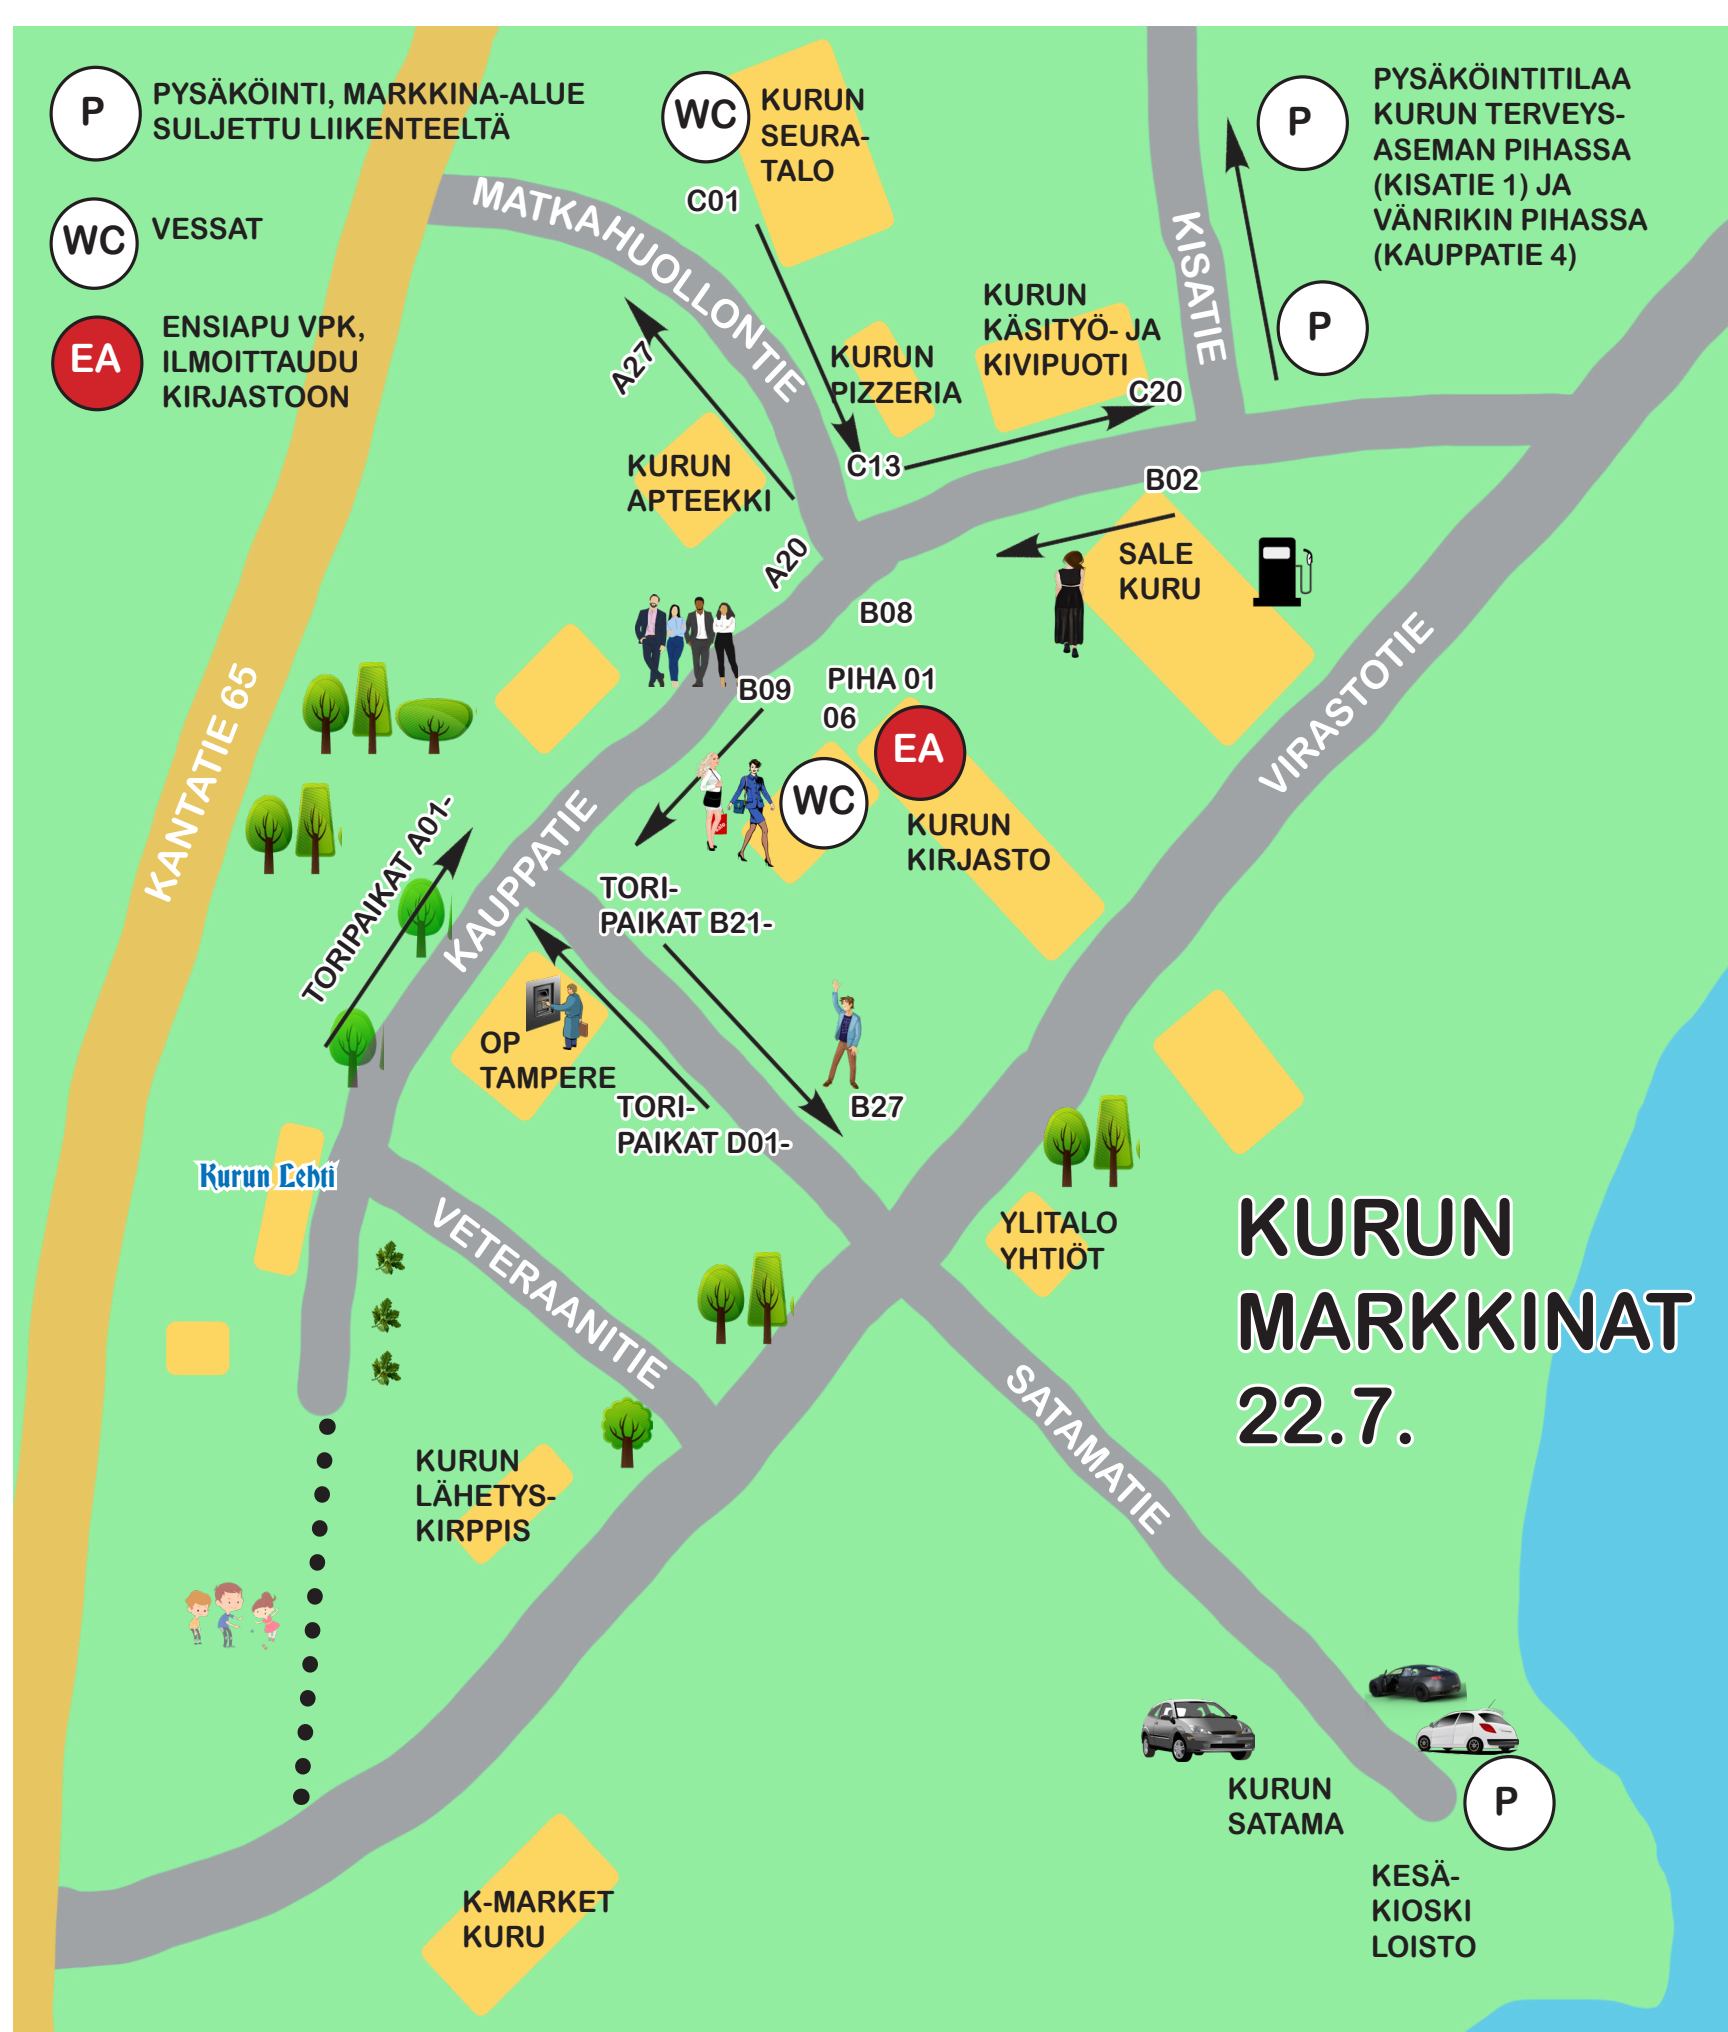 P
PYSÄKÖINTI, MARKKINA-ALUE
SULJETTU LIIKENTEELTÄ
WC
VESSAT
EA
ENSIAPU VPK,
ILMOITTAUDU
KIRJASTOON
WC
KURUN
SEURA-
TALO
C01
P
PYSÄKÖINTITILAA
KURUN TERVEYS-
ASEMAN PIHASSA
(KISATIE 1) JA
VÄNRIKIN PIHASSA
(KAUPPATIE 4)
P
MATKAHUOLLONTIE
KISATIE
KURUN
KÄSITYÖ- JA
KIVIPUOTI
C20
KURUN
PIZZERIA
A27
KURUN
APTEEKKI
C13
B02
SALE
KURU
A20
B08
B09
PIHA 01
06
EA
WC
KURUN
KIRJASTO
KANTATIE 65
VIRASTOTIE
TORIPAIKAT A01-
KAUPPATIE
TORI-
PAIKAT B21-
OP
TAMPERE
TORI-
PAIKAT D01-
B27
Kurun Lehti
VETERAANITIE
YLITALO
YHTIÖT
KURUN
MARKKINAT
22.7.
SATAMATIE
KURUN
LÄHETYS-
KIRPPIS
KURUN
SATAMA
P
KESÄ-
KIOSKI
LOISTO
K-MARKET
KURU